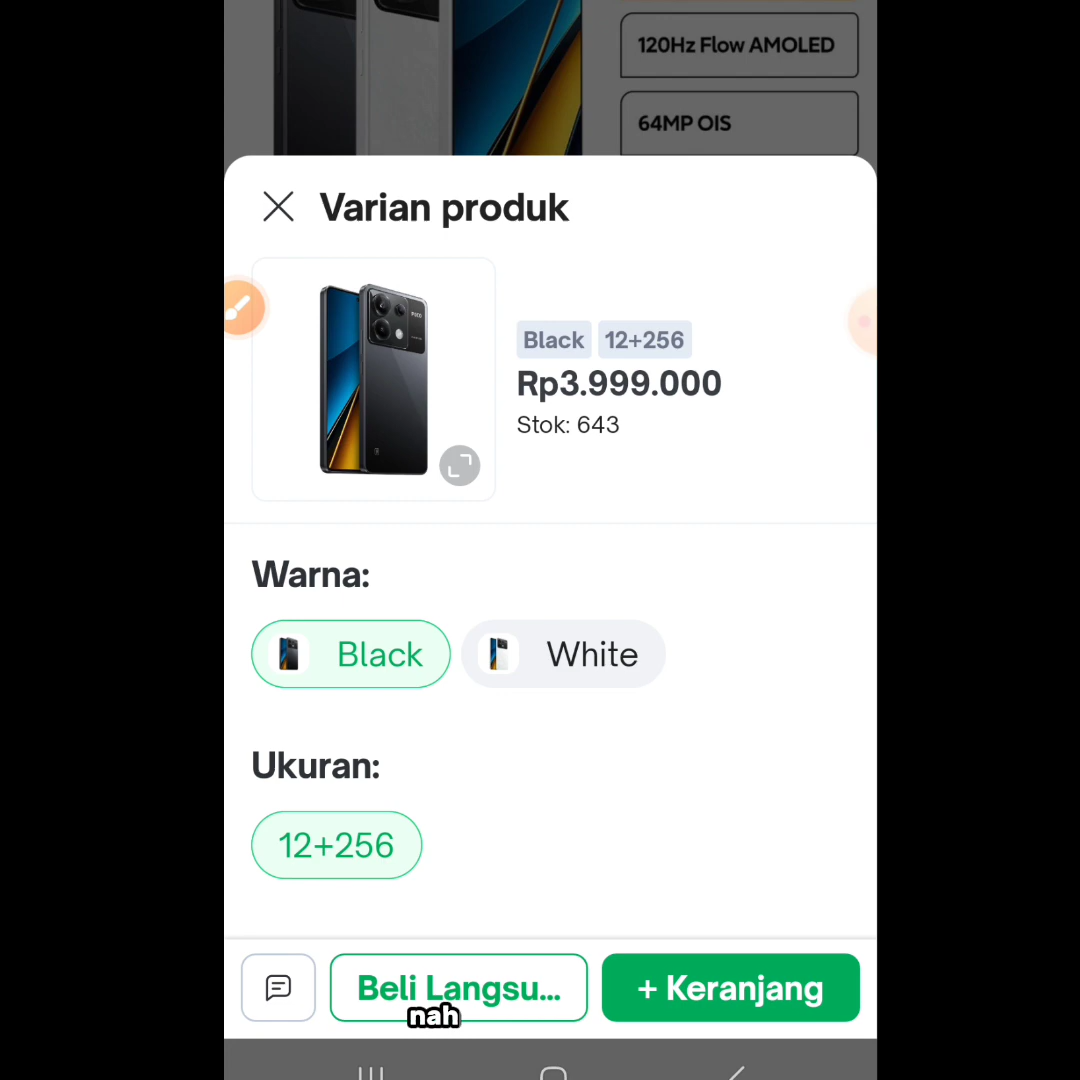 120Hz Flow AMOLED
64MP OIS
Varian produk
Black 12+256
Rp3.999.000
Stok: 643
Warna:
Black White
Ukuran:
12+256
Beli Langsu... + Keranjang
nah